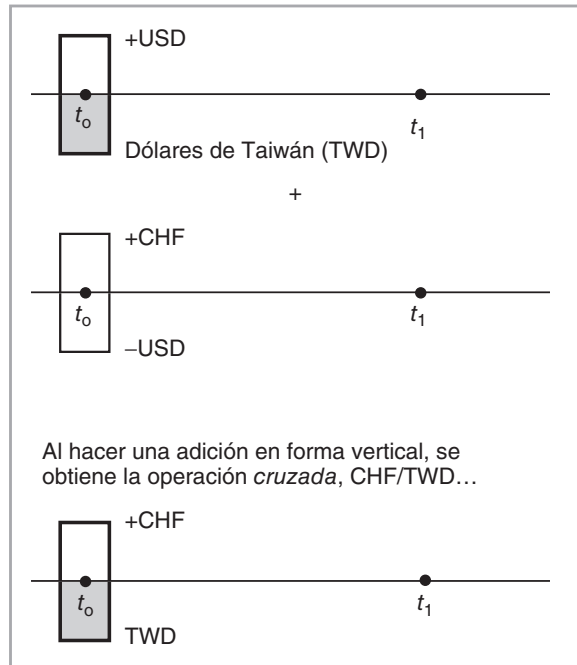 +USD
t₀ t₁
Dólares de Taiwán (TWD)
+
+CHF
t₀ t₁
–USD
Al hacer una adición en forma vertical, se
obtiene la operación cruzada, CHF/TWD…
+CHF
t₀ t₁
TWD